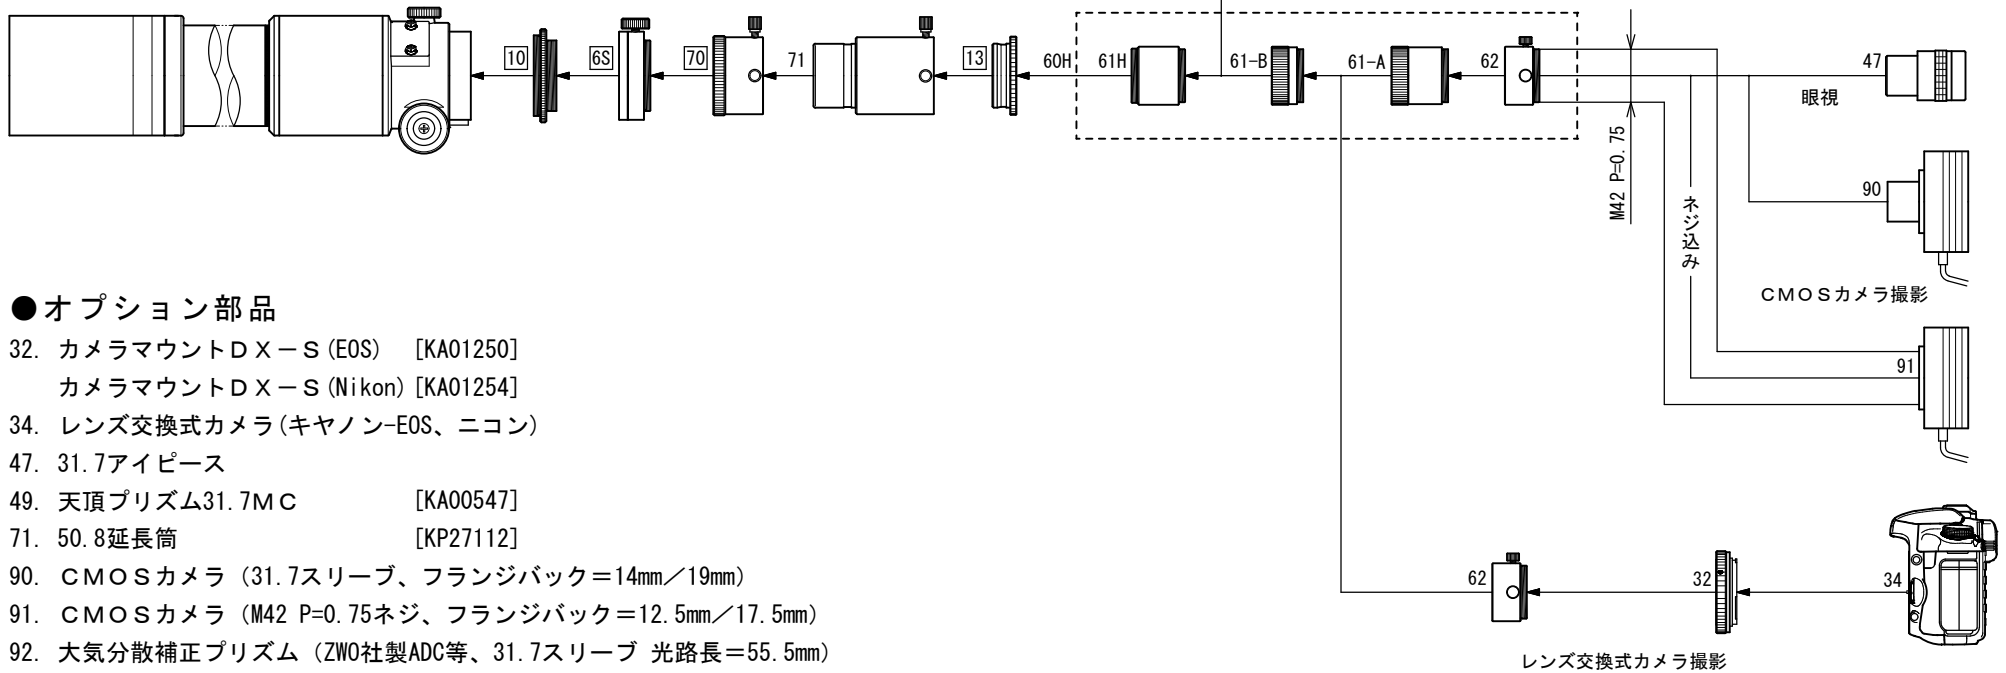 10
6S
70
71
13
60H
61H
61-B
61-A
62
47
眼視
M42 P=0.75
ネジ込み
90
CMOSカメラ撮影
91
●オプション部品
32. カメラマウントDX-S(EOS) [KA01250]
カメラマウントDX-S(Nikon) [KA01254]
34. レンズ交換式カメラ(キヤノン-EOS、ニコン)
47. 31.7アイピース
49. 天頂プリズム31.7MC [KA00547]
71. 50.8延長筒 [KP27112]
90. CMOSカメラ（31.7スリーブ、フランジバック＝14mm／19mm）
91. CMOSカメラ（M42 P=0.75ネジ、フランジバック＝12.5mm／17.5mm）
92. 大気分散補正プリズム（ZWO社製ADC等、31.7スリーブ 光路長＝55.5mm）
62
32
34
レンズ交換式カメラ撮影